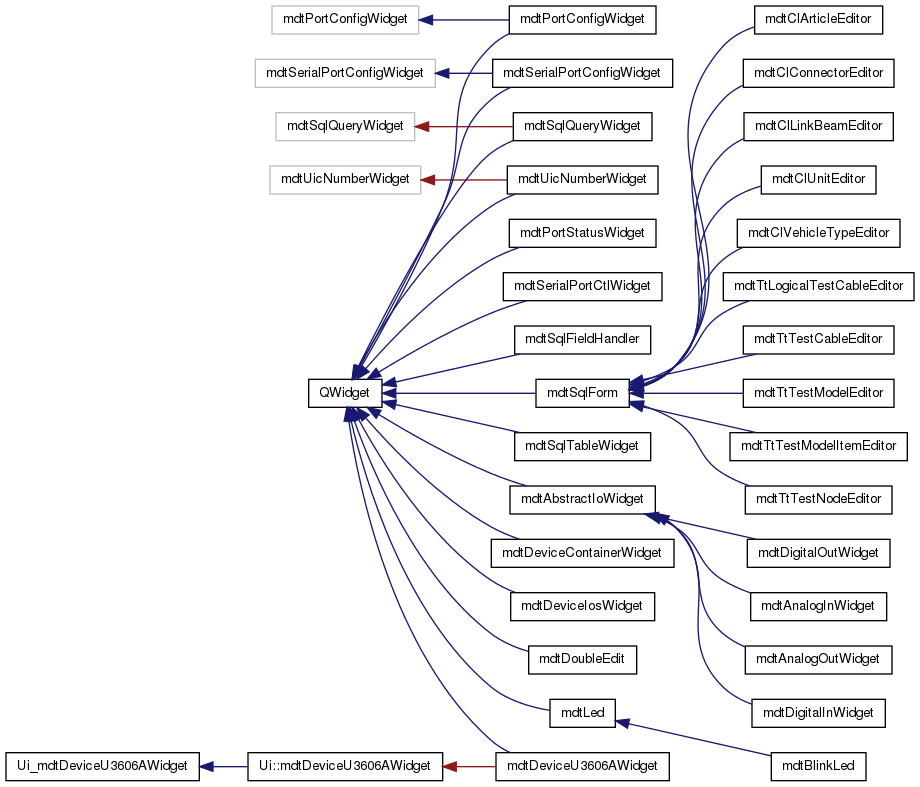 mdtPortConfigWidget
mdtPortConfigWidget
mdtClArticleEditor
mdtSerialPortConfigWidget
mdtSerialPortConfigWidget
mdtClConnectorEditor
mdtSqlQueryWidget
mdtSqlQueryWidget
mdtClLinkBeamEditor
mdtUicNumberWidget
mdtUicNumberWidget
mdtClUnitEditor
mdtPortStatusWidget
mdtClVehicleTypeEditor
mdtSerialPortCtlWidget
mdtTtLogicalTestCableEditor
mdtSqlFieldHandler
mdtTtTestCableEditor
QWidget
mdtSqlForm
mdtTtTestModelEditor
mdtSqlTableWidget
mdtTtTestModelItemEditor
mdtAbstractIoWidget
mdtTtTestNodeEditor
mdtDeviceContainerWidget
mdtDigitalOutWidget
mdtDeviceIosWidget
mdtAnalogInWidget
mdtDoubleEdit
mdtAnalogOutWidget
mdtLed
mdtDigitalInWidget
Ui_mdtDeviceU3606AWidget
Ui::mdtDeviceU3606AWidget
mdtDeviceU3606AWidget
mdtBlinkLed